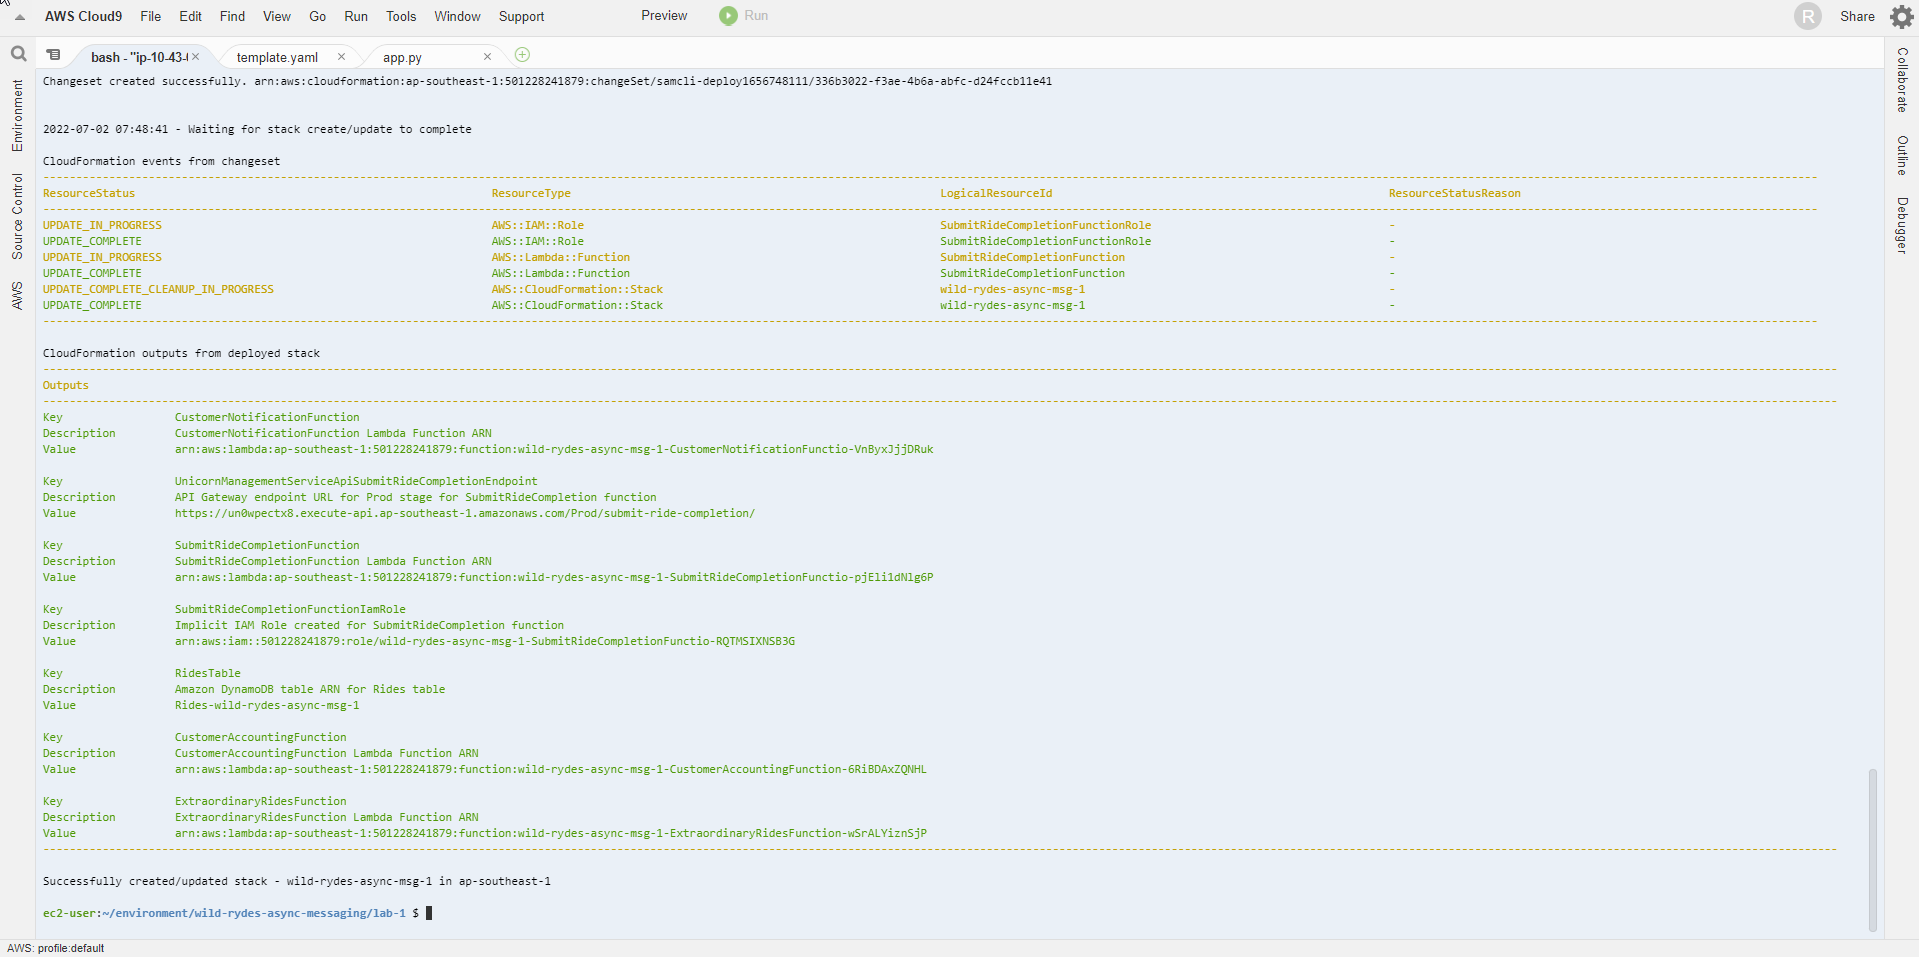 AWS Cloud9 File Edit Find View Go Run Tools Window Support Preview Run R Share
bash - "ip-10-43- template.yaml app.py
Environment
Source Control
AWS
Changeset created successfully. arn:aws:cloudformation:ap-southeast-1:501228241879:changeSet/samcli-deploy1656748111/336b3022-f3ae-4b6a-abfc-d24fccb11e41
2022-07-02 07:48:41 - Waiting for stack create/update to complete
CloudFormation events from changeset
ResourceStatus ResourceType LogicalResourceId ResourceStatusReason
UPDATE_IN_PROGRESS AWS::IAM::Role SubmitRideCompletionFunctionRole -
UPDATE_COMPLETE AWS::IAM::Role SubmitRideCompletionFunctionRole -
UPDATE_IN_PROGRESS AWS::Lambda::Function SubmitRideCompletionFunction -
UPDATE_COMPLETE AWS::Lambda::Function SubmitRideCompletionFunction -
UPDATE_COMPLETE_CLEANUP_IN_PROGRESS AWS::CloudFormation::Stack wild-rydes-async-msg-1 -
UPDATE_COMPLETE AWS::CloudFormation::Stack wild-rydes-async-msg-1 -
CloudFormation outputs from deployed stack
Outputs
Key CustomerNotificationFunction
Description CustomerNotificationFunction Lambda Function ARN
Value arn:aws:lambda:ap-southeast-1:501228241879:function:wild-rydes-async-msg-1-CustomerNotificationFunctio-VnByxJjjDRuk
Key UnicornManagementServiceApiSubmitRideCompletionEndpoint
Description API Gateway endpoint URL for Prod stage for SubmitRideCompletion function
Value https://un0wpectx8.execute-api.ap-southeast-1.amazonaws.com/Prod/submit-ride-completion/
Key SubmitRideCompletionFunction
Description SubmitRideCompletionFunction Lambda Function ARN
Value arn:aws:lambda:ap-southeast-1:501228241879:function:wild-rydes-async-msg-1-SubmitRideCompletionFunctio-pjEli1dNlg6P
Key SubmitRideCompletionFunctionIamRole
Description Implicit IAM Role created for SubmitRideCompletion function
Value arn:aws:iam::501228241879:role/wild-rydes-async-msg-1-SubmitRideCompletionFunctio-RQTMSIXNSB3G
Key RidesTable
Description Amazon DynamoDB table ARN for Rides table
Value Rides-wild-rydes-async-msg-1
Key CustomerAccountingFunction
Description CustomerAccountingFunction Lambda Function ARN
Value arn:aws:lambda:ap-southeast-1:501228241879:function:wild-rydes-async-msg-1-CustomerAccountingFunction-6RiBDAxZQNHL
Key ExtraordinaryRidesFunction
Description ExtraordinaryRidesFunction Lambda Function ARN
Value arn:aws:lambda:ap-southeast-1:501228241879:function:wild-rydes-async-msg-1-ExtraordinaryRidesFunction-wSrALYiznSjP
Successfully created/updated stack - wild-rydes-async-msg-1 in ap-southeast-1
ec2-user:~/environment/wild-rydes-async-messaging/lab-1 $
Collaborate
Outline
Debugger
AWS: profile:default